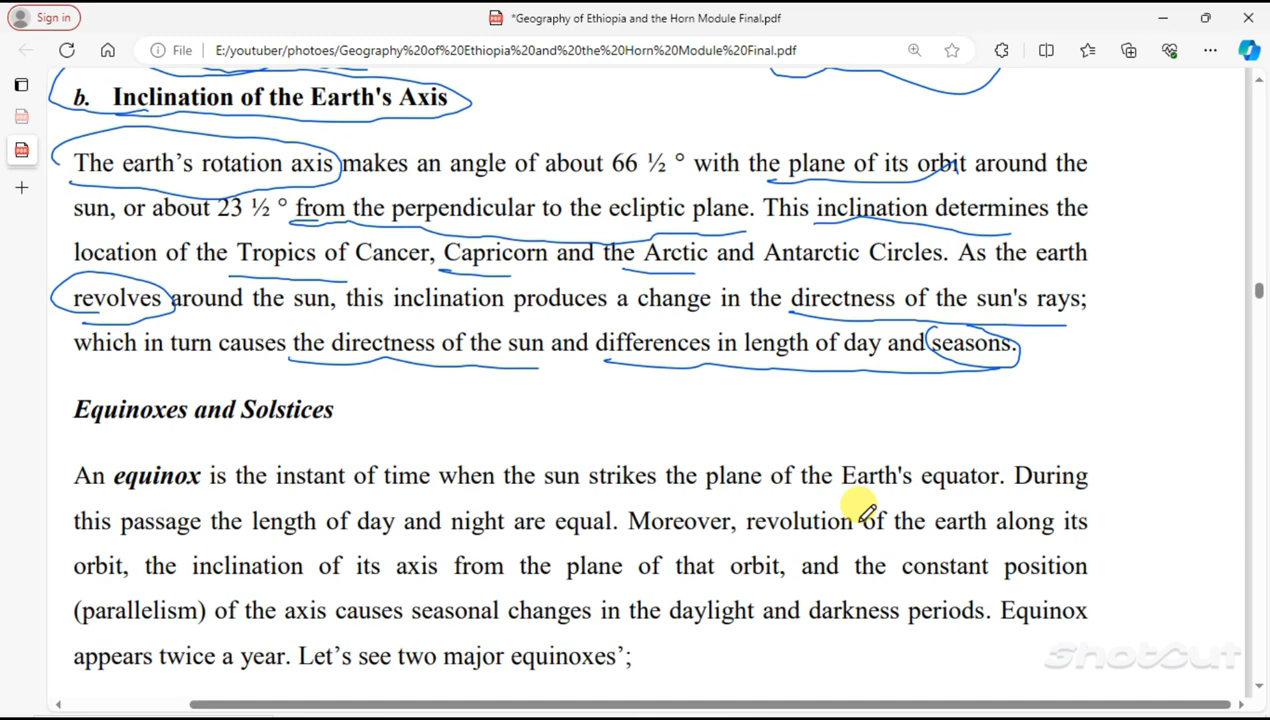 Sign in
*Geography of Ethiopia and the Horn Module Final.pdf
File
E:/youtuber/photoes/Geography%20of%20Ethiopia%20and%20the%20Horn%20Module%20Final.pdf
b. Inclination of the Earth's Axis
The earth’s rotation axis makes an angle of about 66 ½ ° with the plane of its orbit around the
sun, or about 23 ½ ° from the perpendicular to the ecliptic plane. This inclination determines the
location of the Tropics of Cancer, Capricorn and the Arctic and Antarctic Circles. As the earth
revolves around the sun, this inclination produces a change in the directness of the sun's rays;
which in turn causes the directness of the sun and differences in length of day and seasons.
Equinoxes and Solstices
An equinox is the instant of time when the sun strikes the plane of the Earth's equator. During
this passage the length of day and night are equal. Moreover, revolution of the earth along its
orbit, the inclination of its axis from the plane of that orbit, and the constant position
(parallelism) of the axis causes seasonal changes in the daylight and darkness periods. Equinox
appears twice a year. Let’s see two major equinoxes’;
Shotcut